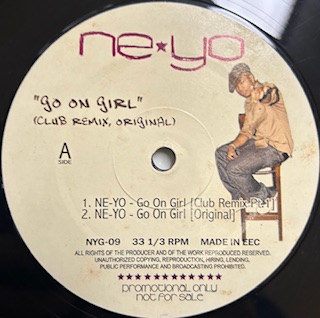 ne★yo
"GO ON GIRL"
(CLUB REMIX, ORIGINAL)
A
SIDE
1. NE-YO - Go On Girl [Club Remix Pt.1]
2. NE-YO - Go On Girl [Original]
NYG-09 33 1/3 RPM MADE IN EEC
ALL RIGHTS OF THE PRODUCER AND OF THE WORK REPRODUCED RESERVED.
UNAUTHORIZED COPYING, REPRODUCTION, HIRING, LENDING,
PUBLIC PERFORMANCE AND BROADCASTING PROHIBITED.
★★★★★★★★★★★★
promotional only
not for sale